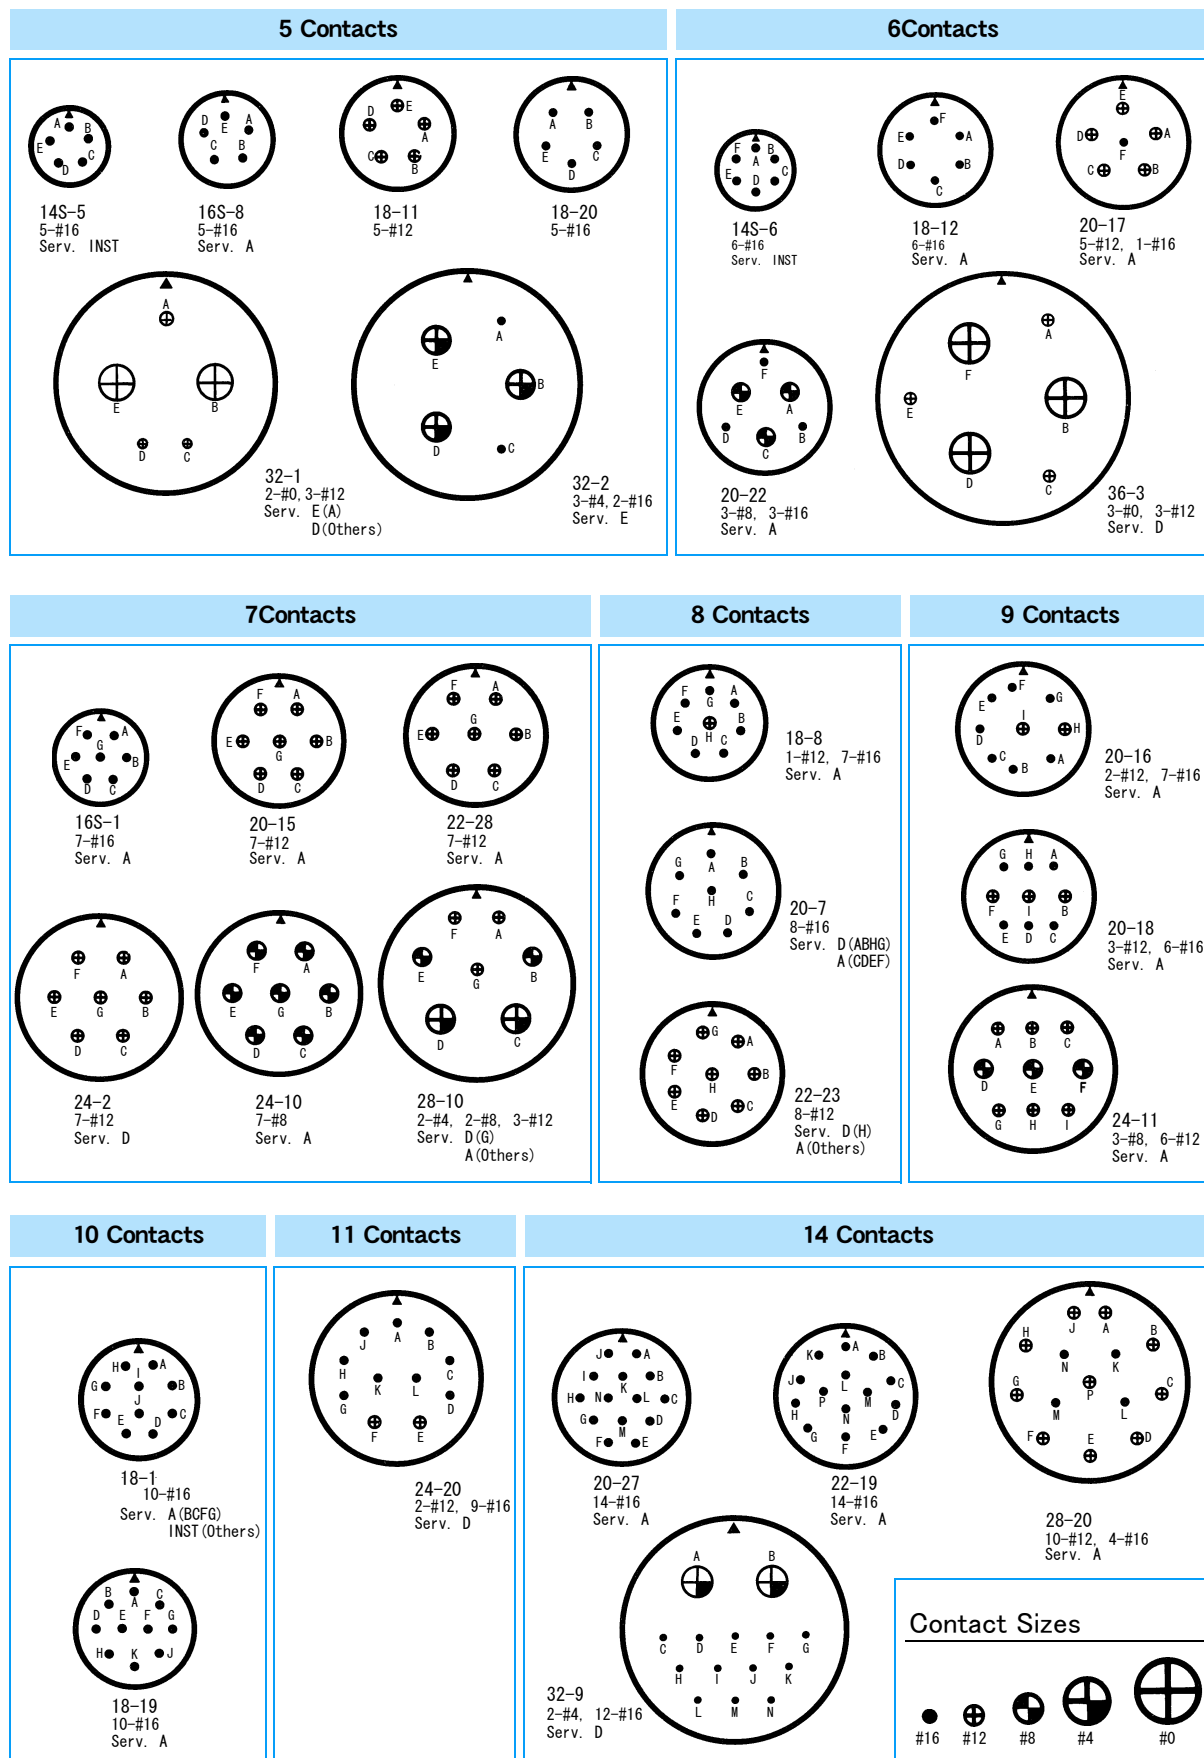 5 Contacts
6Contacts
A B C D E
14S-5
5-#16
Serv. INST
D E A C B
16S-8
5-#16
Serv. A
D E A C B
18-11
5-#12
A B E C D
18-20
5-#16
A E B D C
32-1
2-#0, 3-#12
Serv. E(A)
D(Others)
A E B D C
32-2
3-#4, 2-#16
Serv. E
F B A C E D
14S-6
6-#16
Serv. INST
F E A D B C
18-12
6-#16
Serv. A
E D A F C B
20-17
5-#12, 1-#16
Serv. A
F E A D B C
20-22
3-#8, 3-#16
Serv. A
A F E B D C
36-3
3-#0, 3-#12
Serv. D
7Contacts
8 Contacts
9 Contacts
F A G E B D C
16S-1
7-#16
Serv. A
F A E B G D C
20-15
7-#12
Serv. A
F A G E B D C
22-28
7-#12
Serv. A
F A E G B D C
24-2
7-#12
Serv. D
F A E G B D C
24-10
7-#8
Serv. A
F A E G B D C
28-10
2-#4, 2-#8, 3-#12
Serv. D(G)
A(Others)
F A G E B D H C
18-8
1-#12, 7-#16
Serv. A
G A B F H C E D
20-7
8-#16
Serv. D(ABHG)
A(CDEF)
G A F H B E C D
22-23
8-#12
Serv. D(H)
A(Others)
F E G I D H C B A
20-16
2-#12, 7-#16
Serv. A
G H A F I B E D C
20-18
3-#12, 6-#16
Serv. A
A B C D E F G H I
24-11
3-#8, 6-#12
Serv. A
10 Contacts
11 Contacts
14 Contacts
H I A G J B F E D C
18-1
10-#16
Serv. A(BCFG)
INST(Others)
B A C D E F G H K J
18-19
10-#16
Serv. A
J A B H K L C G D F E
24-20
2-#12, 9-#16
Serv. D
J A I K B H N L C G M D F E
20-27
14-#16
Serv. A
K A B J L C P M H N D G F E
22-19
14-#16
Serv. A
H J A B N K G P C M L F E D
28-20
10-#12, 4-#16
Serv. A
A B
C D E F G
H I J K
L M N
32-9
2-#4, 12-#16
Serv. D
Contact Sizes
#16 #12 #8 #4 #0